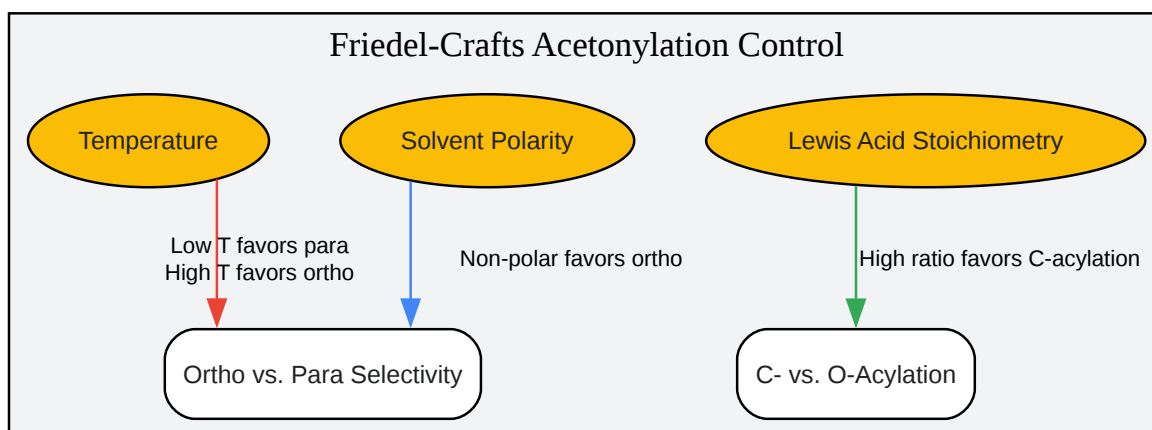 Friedel-Crafts Acetonylation Control
Temperature
Solvent Polarity
Lewis Acid Stoichiometry
Low T favors para
High T favors ortho
Non-polar favors ortho
High ratio favors C-acylation
Ortho vs. Para Selectivity
C- vs. O-Acylation